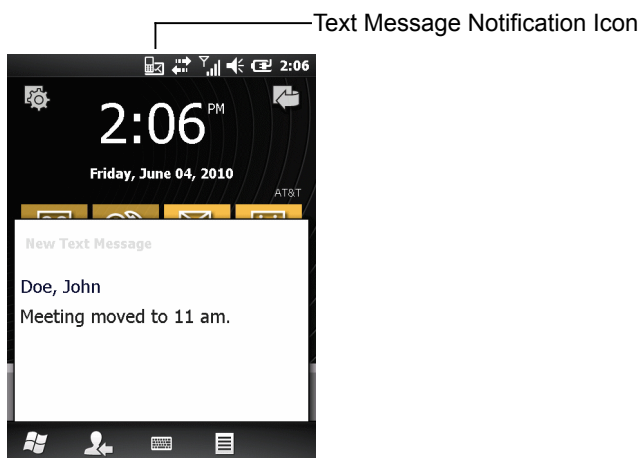 Text Message Notification Icon
2:06
2:06 PM
Friday, June 04, 2010
AT&T
New Text Message
Doe, John
Meeting moved to 11 am.